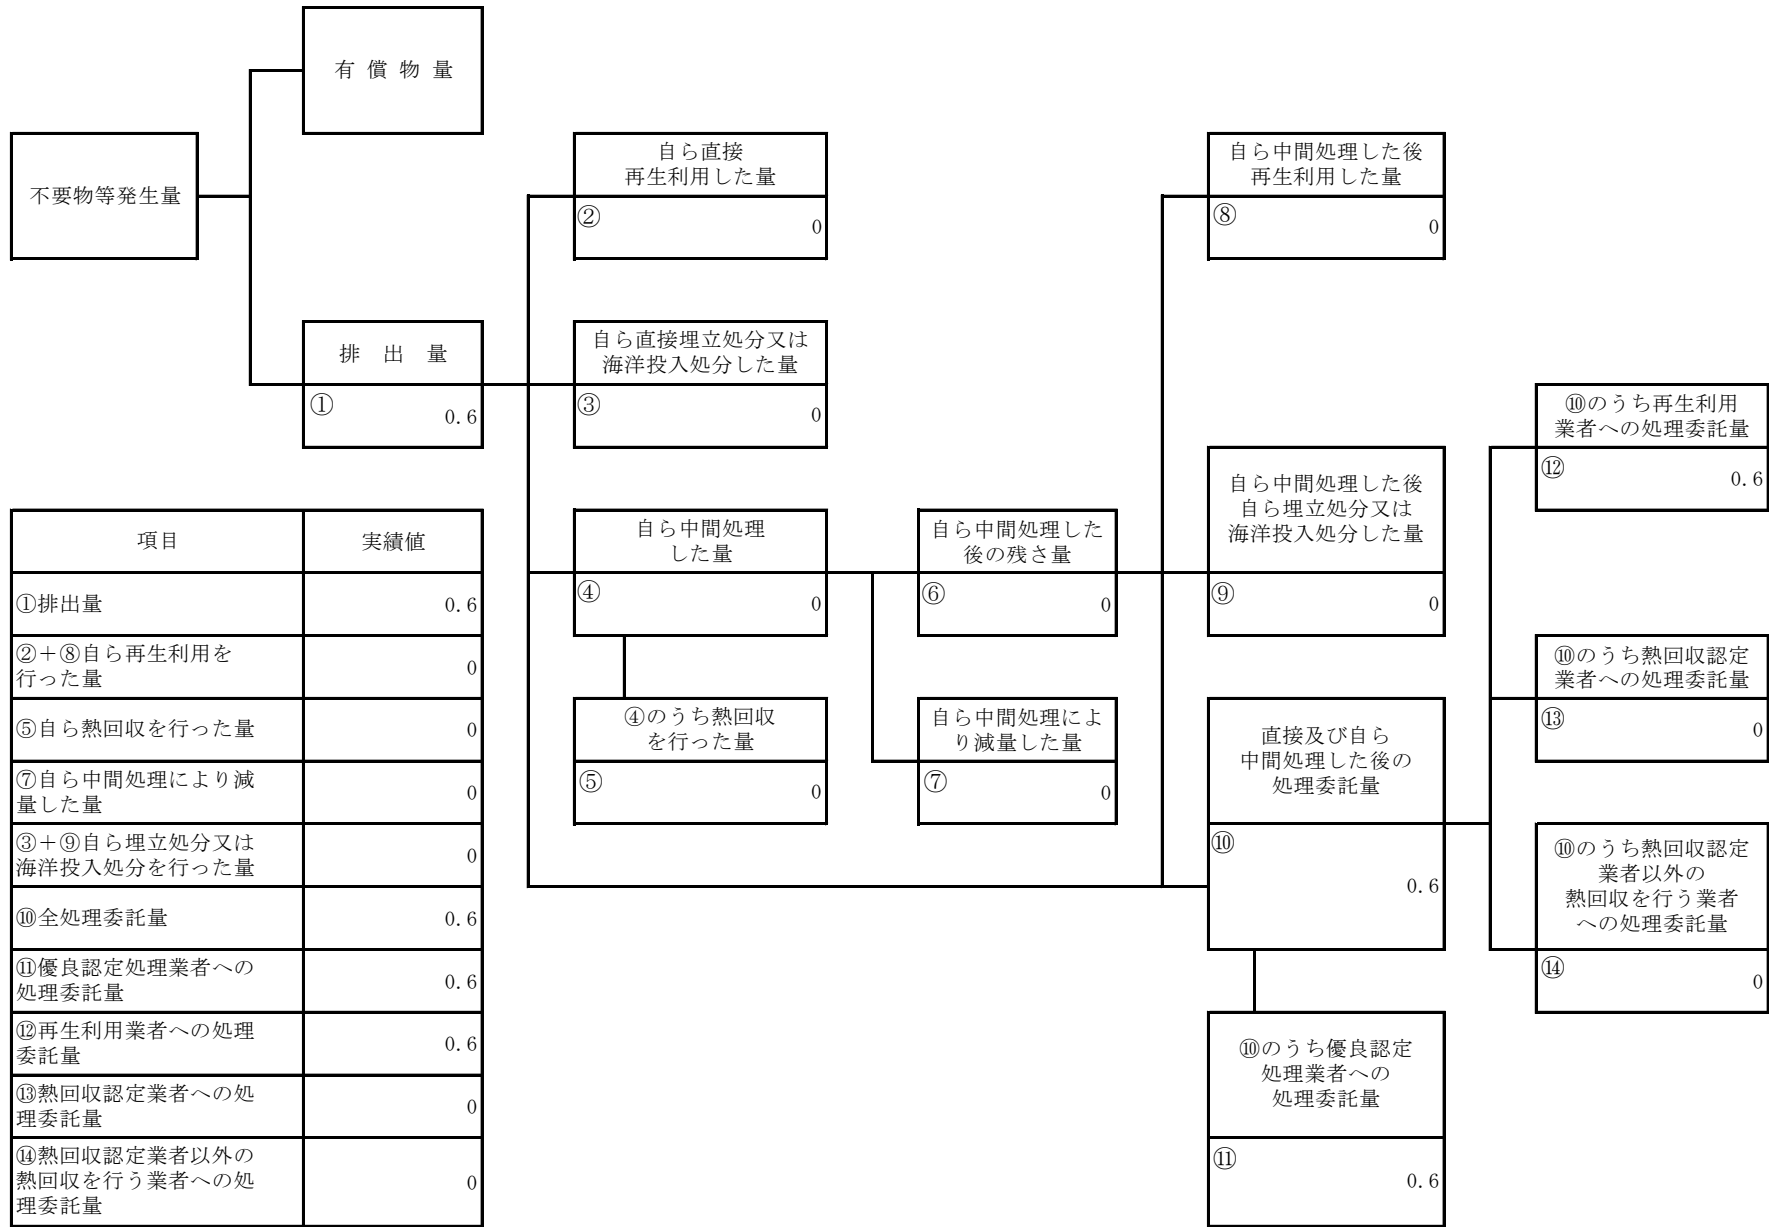 有償物量
不要物等発生量
排出量
①
0.6
自ら直接
再生利用した量
②
0
自ら直接埋立処分又は
海洋投入処分した量
③
0
自ら中間処理
した量
④
0
④のうち熱回収
を行った量
⑤
0
自ら中間処理した
後の残さ量
⑥
0
自ら中間処理によ
り減量した量
⑦
0
自ら中間処理した後
再生利用した量
⑧
0
自ら中間処理した後
自ら埋立処分又は
海洋投入処分した量
⑨
0
直接及び自ら
中間処理した後の
処理委託量
⑩
0.6
⑩のうち優良認定
処理業者への
処理委託量
⑪
0.6
⑩のうち再生利用
業者への処理委託量
⑫
0.6
⑩のうち熱回収認定
業者への処理委託量
⑬
0
⑩のうち熱回収認定
業者以外の
熱回収を行う業者
への処理委託量
⑭
0
項目 実績値
①排出量 0.6
②+⑧自ら再生利用を
行った量 0
⑤自ら熱回収を行った量 0
⑦自ら中間処理により減
量した量 0
③+⑨自ら埋立処分又は
海洋投入処分を行った量 0
⑩全処理委託量 0.6
⑪優良認定処理業者への
処理委託量 0.6
⑫再生利用業者への処理
委託量 0.6
⑬熱回収認定業者への処
理委託量 0
⑭熱回収認定業者以外の
熱回収を行う業者への処
理委託量 0